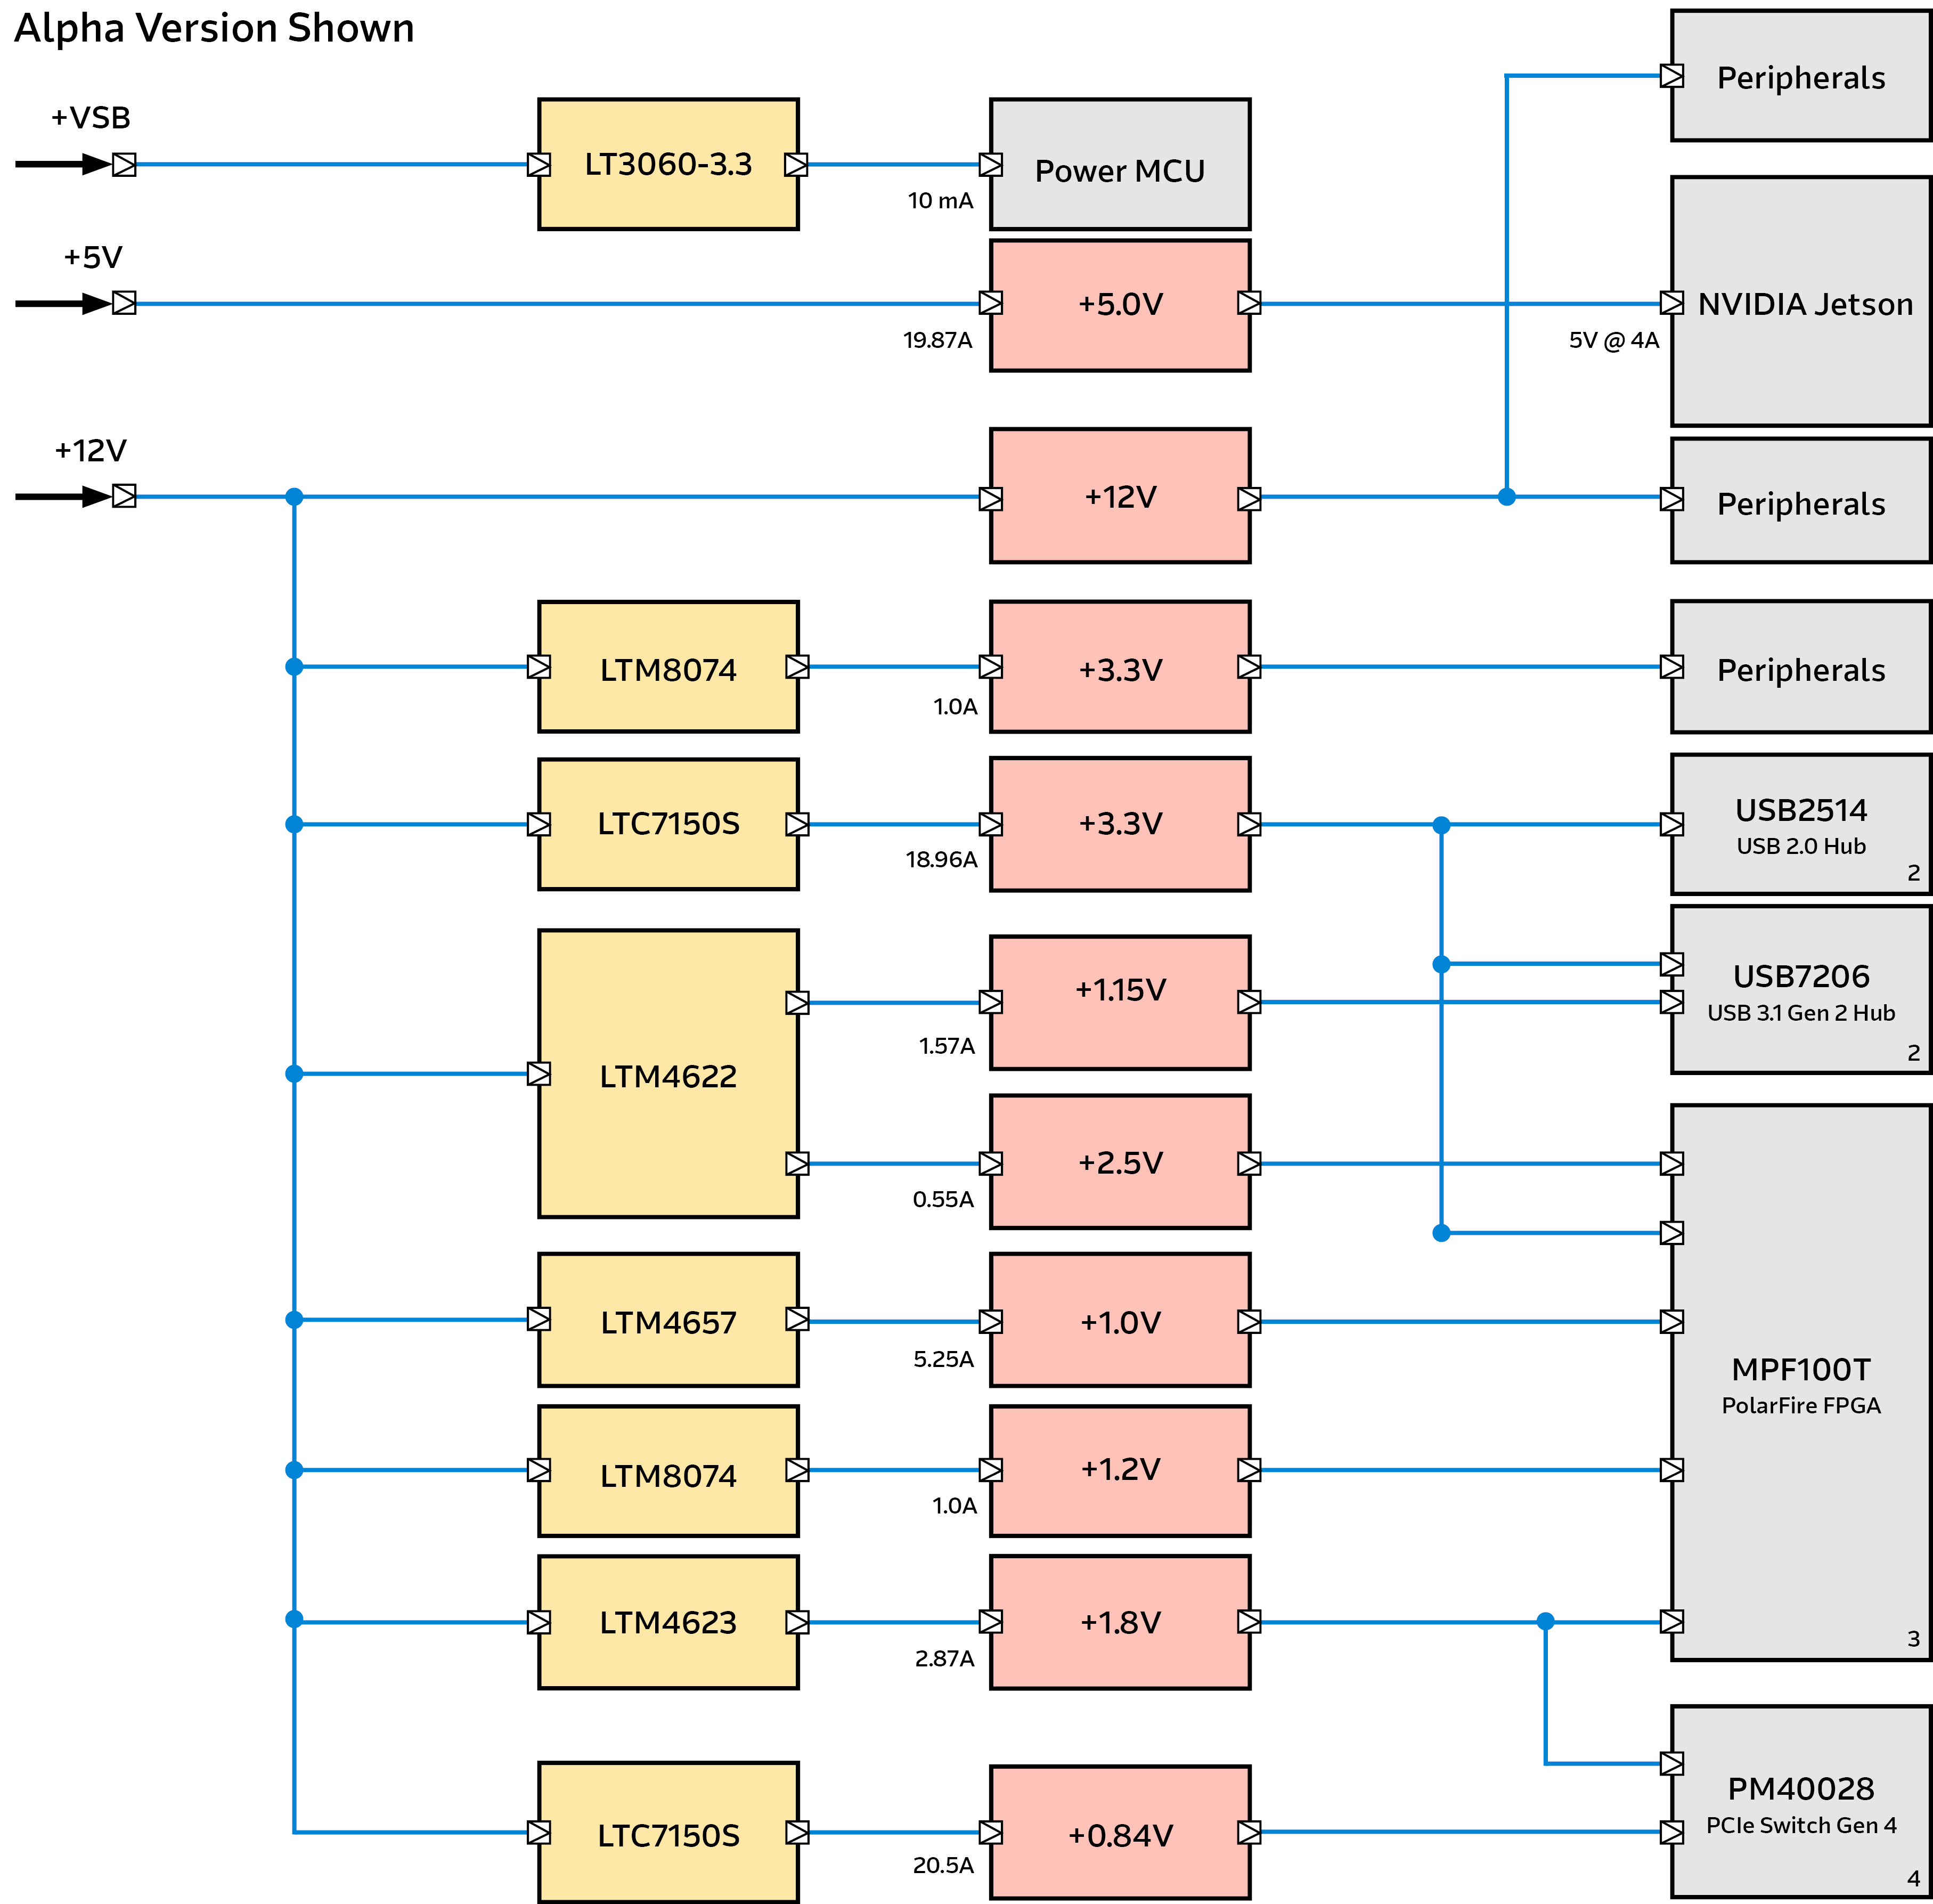 Alpha Version Shown
Peripherals
+VSB
LT3060-3.3
10 mA
Power MCU
+5V
19.87A
+5.0V
5V @ 4A
NVIDIA Jetson
+12V
+12V
Peripherals
LTM8074
1.0A
+3.3V
Peripherals
LTC7150S
18.96A
+3.3V
USB2514
USB 2.0 Hub
2
LTM4622
1.57A
+1.15V
USB7206
USB 3.1 Gen 2 Hub
2
0.55A
+2.5V
LTM4657
5.25A
+1.0V
MPF100T
PolarFire FPGA
3
LTM8074
1.0A
+1.2V
LTM4623
2.87A
+1.8V
LTC7150S
20.5A
+0.84V
PM40028
PCIe Switch Gen 4
4